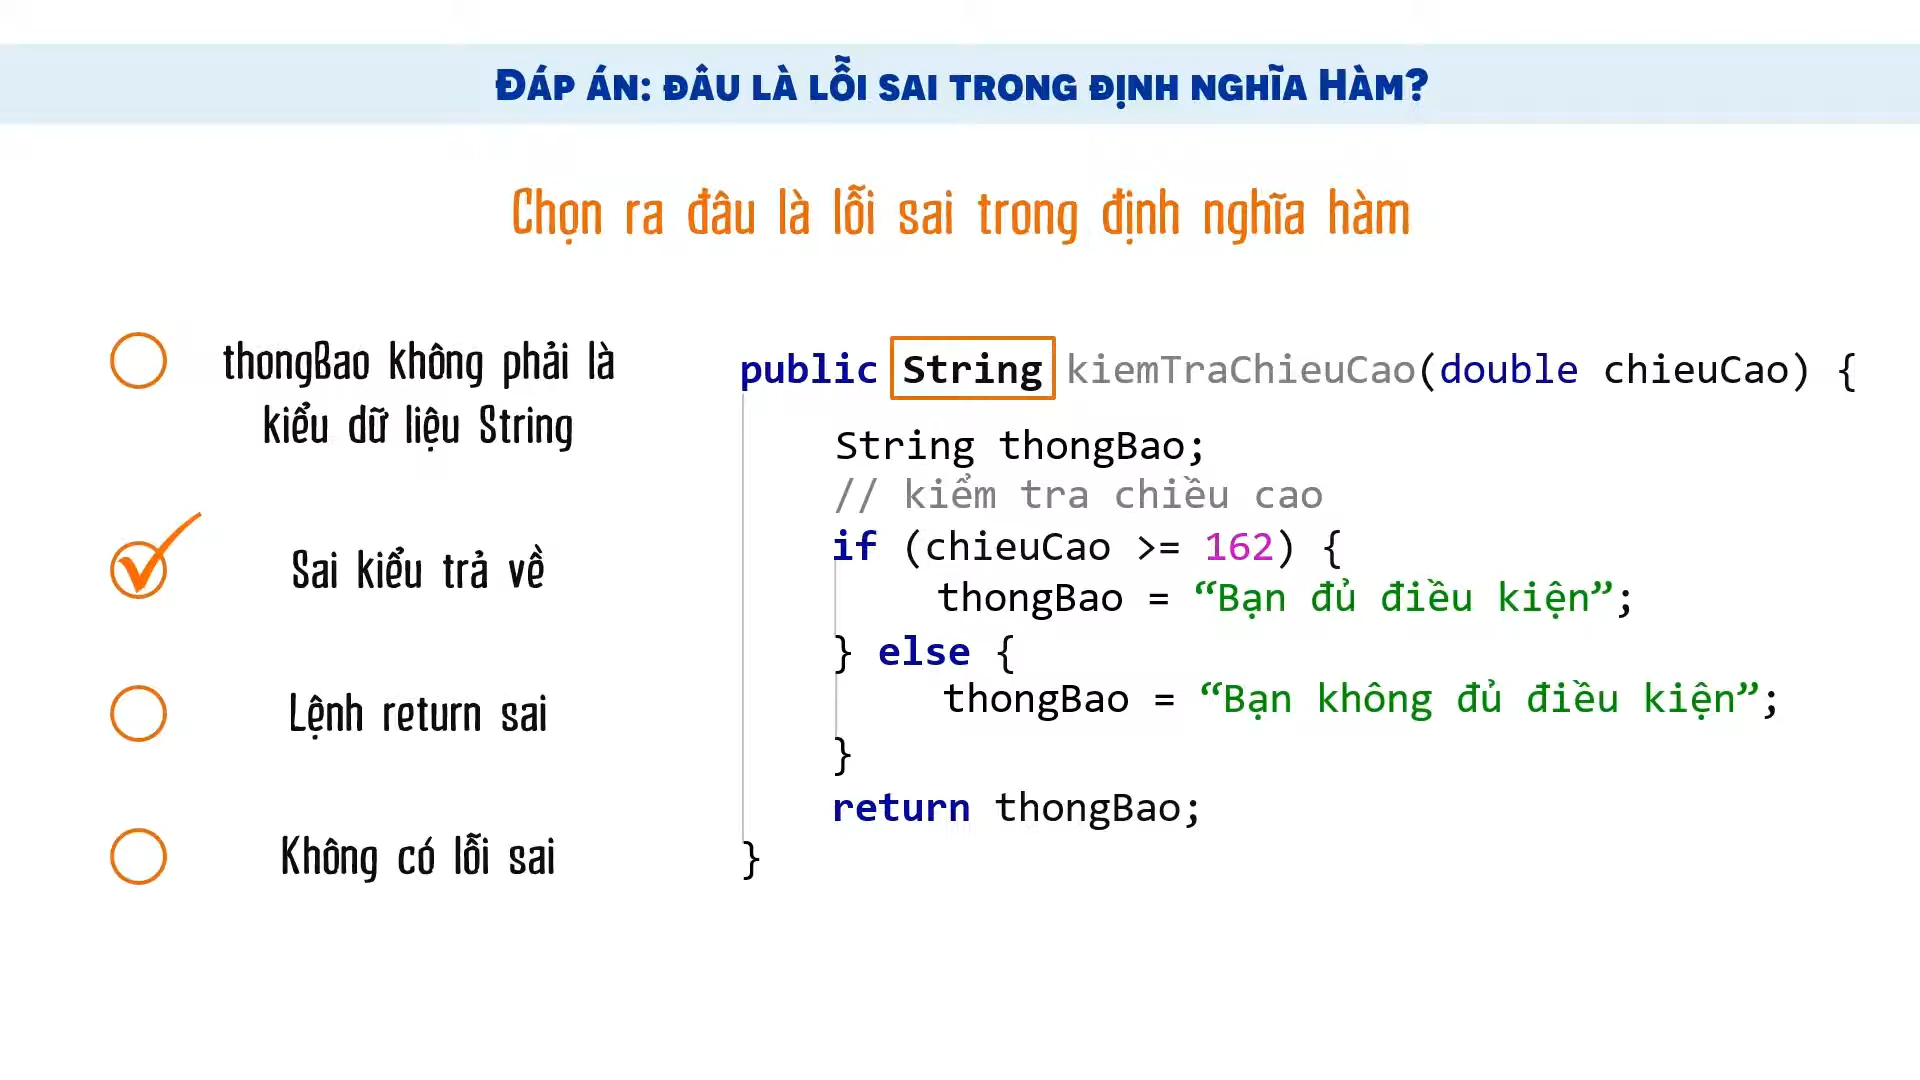 ĐÁP ÁN: ĐÂU LÀ LỖI SAI TRONG ĐỊNH NGHĨA HÀM?
Chọn ra đâu là lỗi sai trong định nghĩa hàm
thongBao không phải là
kiểu dữ liệu String
Sai kiểu trả về
Lệnh return sai
Không có lỗi sai
public String kiemTraChieuCao(double chieuCao) {
String thongBao;
// kiểm tra chiều cao
if (chieuCao >= 162) {
thongBao = “Bạn đủ điều kiện”;
} else {
thongBao = “Bạn không đủ điều kiện”;
}
return thongBao;
}